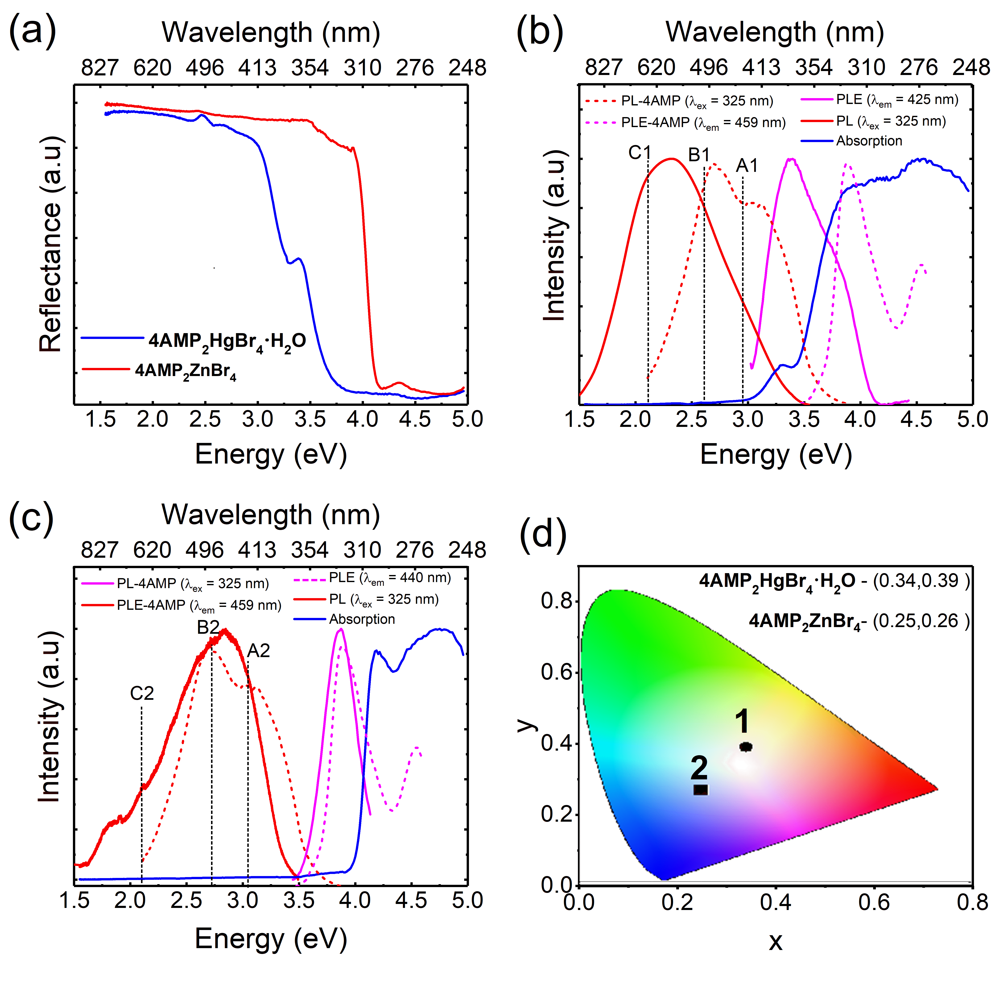 (a)
Wavelength (nm)
827 620 496 413 354 310 276 248
Reflectance (a.u)
4AMP₂HgBr₄·H₂O
4AMP₂ZnBr₄
1.5 2.0 2.5 3.0 3.5 4.0 4.5 5.0
Energy (eV)
(b)
Wavelength (nm)
827 620 496 413 354 310 276 248
PL-4AMP (λex = 325 nm)
PLE-4AMP (λem = 459 nm)
PLE (λem = 425 nm)
PL (λex = 325 nm)
Absorption
C1 B1 A1
Intensity (a.u)
1.5 2.0 2.5 3.0 3.5 4.0 4.5 5.0
Energy (eV)
(c)
Wavelength (nm)
827 620 496 413 354 310 276 248
PL-4AMP (λex = 325 nm)
PLE-4AMP (λem = 459 nm)
PLE (λem = 440 nm)
PL (λex = 325 nm)
Absorption
B2
A2
C2
Intensity (a.u)
1.5 2.0 2.5 3.0 3.5 4.0 4.5 5.0
Energy (eV)
(d)
4AMP₂HgBr₄·H₂O - (0.34,0.39 )
4AMP₂ZnBr₄- (0.25,0.26 )
0.8
0.6
0.4
0.2
0.0
y
1
2
0.0 0.2 0.4 0.6 0.8
x